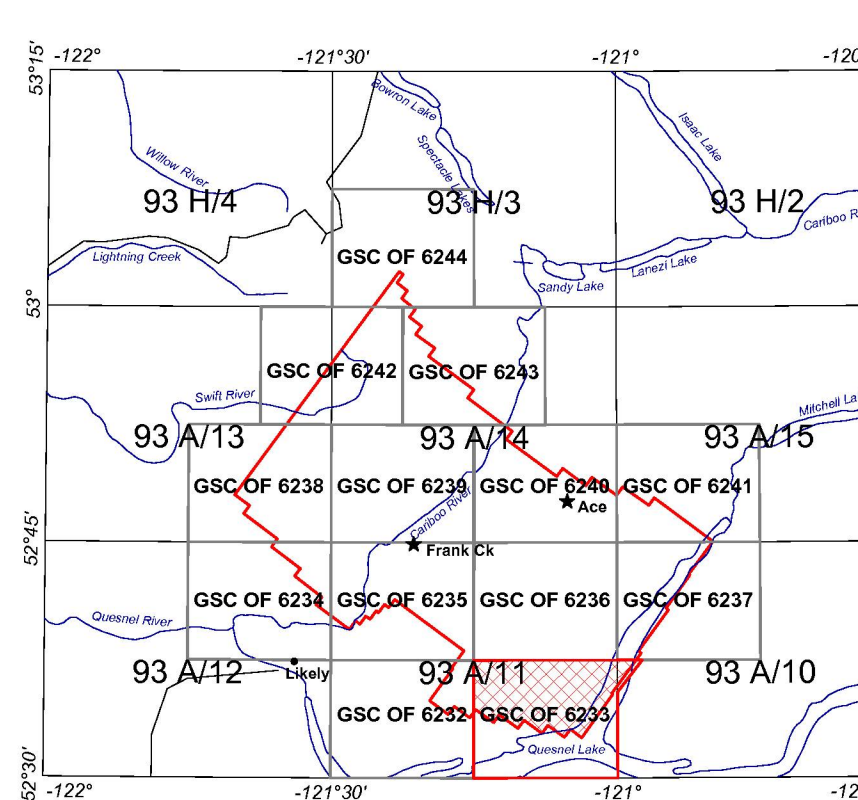 -122°
-121°30'
-121°
-120
53°15'
Bowron Lake
Isaac Lake
Spectacle Lakes
Willow River
93 H/4
93 H/3
93 H/2
Cariboo R
Lightning Creek
GSC OF 6244
Lanezi Lake
Sandy Lake
53°
GSC OF 6242
GSC OF 6243
Swift River
Mitchell La
93 A/13
93 A/14
93 A/15
GSC OF 6238
GSC OF 6239
GSC OF 6240
GSC OF 6241
Ace
Cariboo River
52°45'
Frank Ck
GSC OF 6234
GSC OF 6235
GSC OF 6236
GSC OF 6237
Quesnel River
93 A/12
Likely
93 A/11
93 A/10
GSC OF 6232
GSC OF 6233
Quesnel Lake
52°30'
-122°
-121°30'
-121°
-12